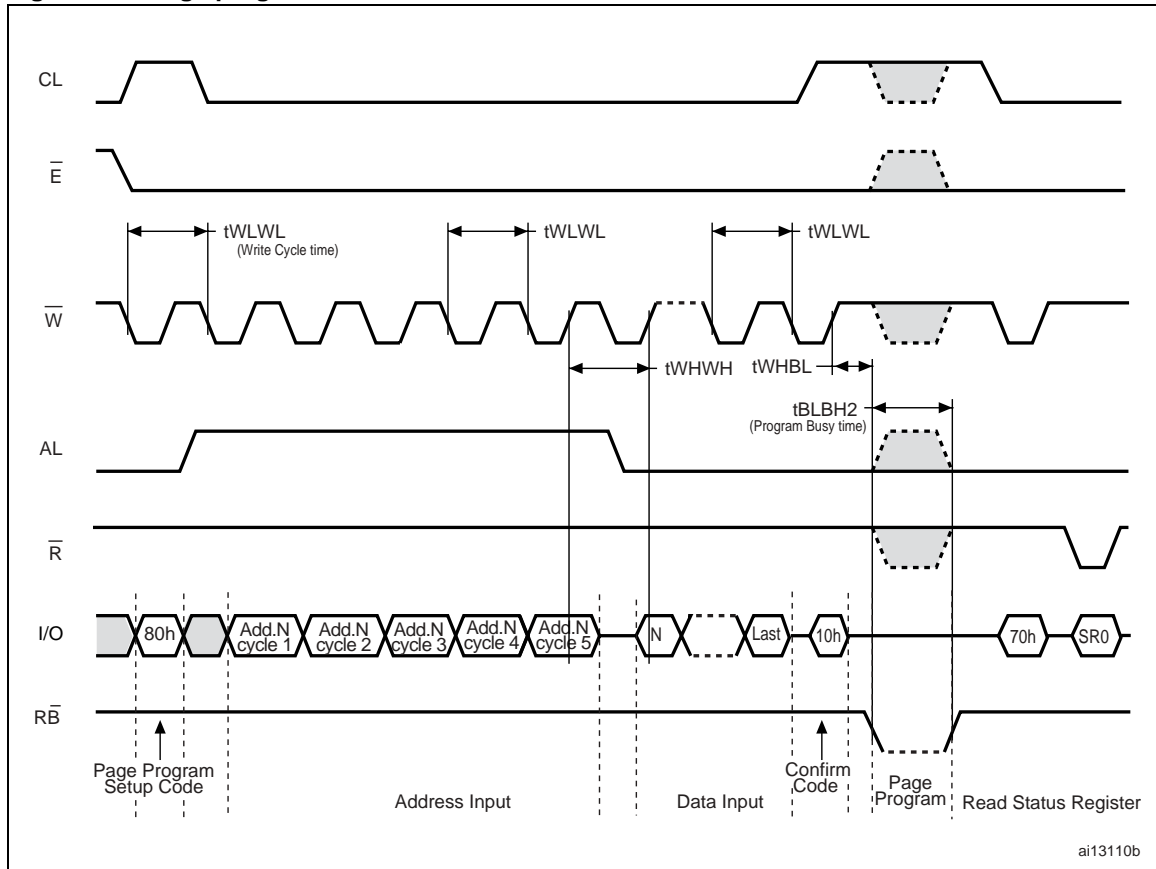 CL
E
tWLWL
(Write Cycle time)
tWLWL
tWLWL
W
tWHWH
tWHBL
tBLBH2
(Program Busy time)
AL
R
I/O
80h
Add.N
cycle 1
Add.N
cycle 2
Add.N
cycle 3
Add.N
cycle 4
Add.N
cycle 5
N
Last
10h
70h
SR0
RB
Page Program
Setup Code
Address Input
Data Input
Confirm
Code
Page
Program
Read Status Register
ai13110b